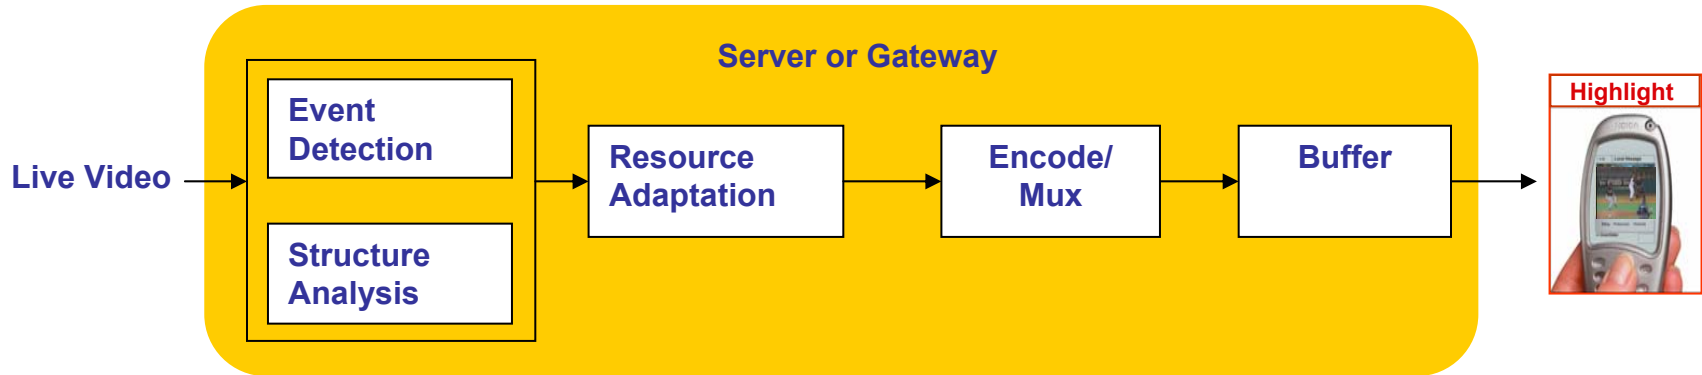 Server or Gateway
Live Video
Event
Detection
Structure
Analysis
Resource
Adaptation
Encode/
Mux
Buffer
Highlight